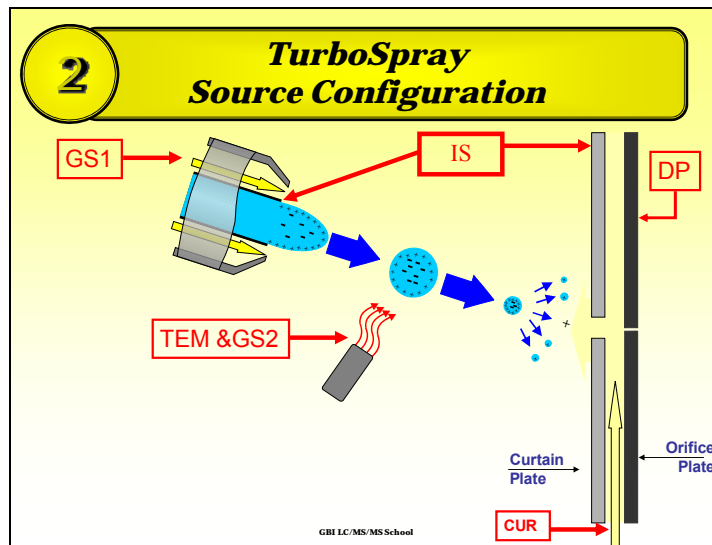 2
TurboSpray
Source Configuration
GS1
IS
DP
TEM &GS2
Curtain
Plate
Orifice
Plate
CUR
GBI LC/MS/MS School